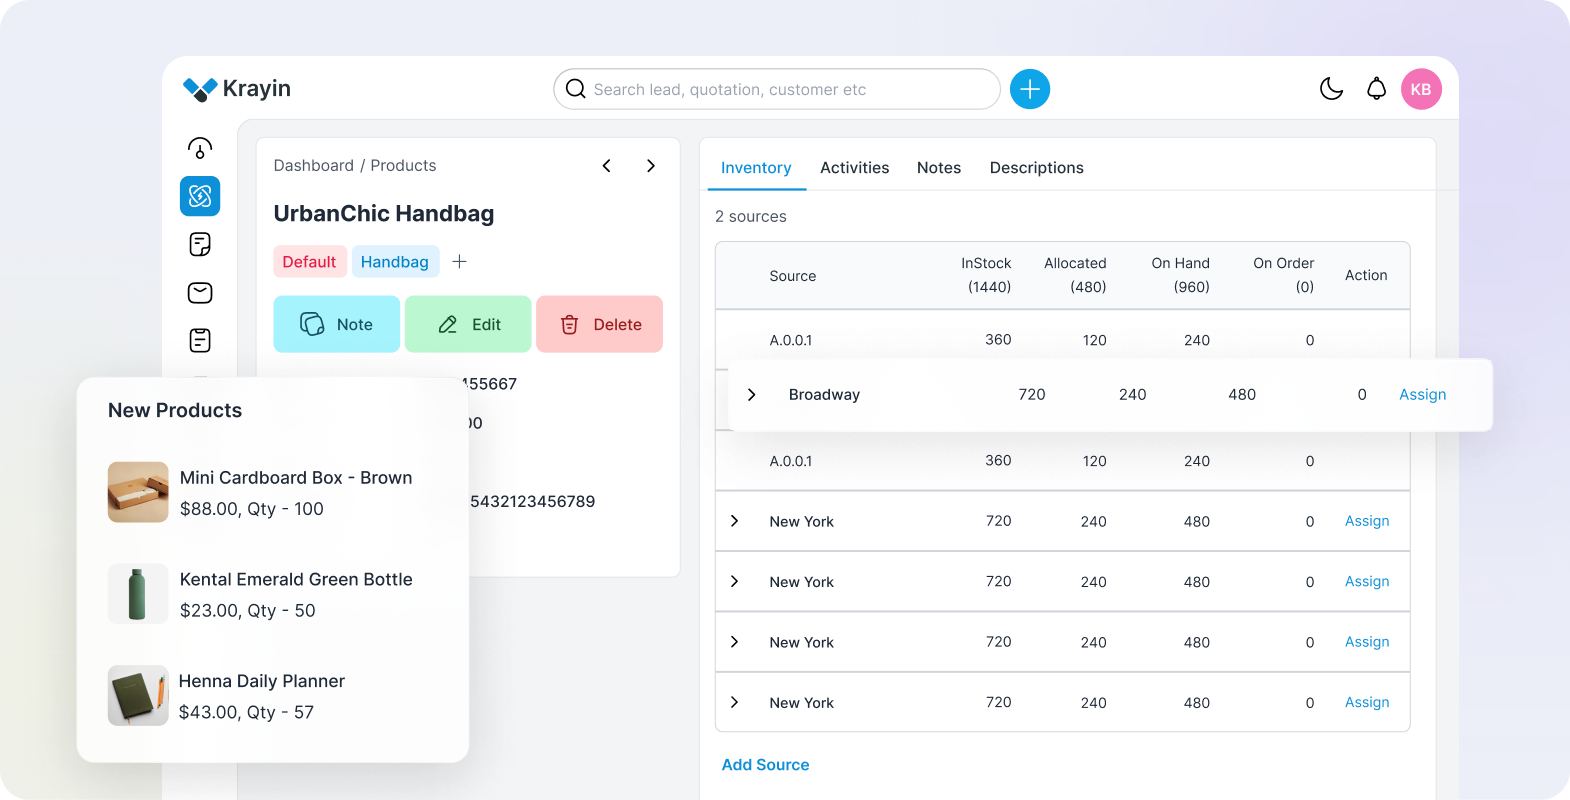 Krayin
Search lead, quotation, customer etc
KB
Dashboard / Products
UrbanChic Handbag
Default Handbag
Note Edit Delete
455667
00
5432123456789
New Products
Mini Cardboard Box - Brown
$88.00, Qty - 100
Kental Emerald Green Bottle
$23.00, Qty - 50
Henna Daily Planner
$43.00, Qty - 57
Inventory Activities Notes Descriptions
2 sources
Source InStock (1440) Allocated (480) On Hand (960) On Order (0) Action
A.0.0.1 360 120 240 0
Broadway 720 240 480 0 Assign
A.0.0.1 360 120 240 0
New York 720 240 480 0 Assign
New York 720 240 480 0 Assign
New York 720 240 480 0 Assign
New York 720 240 480 0 Assign
Add Source